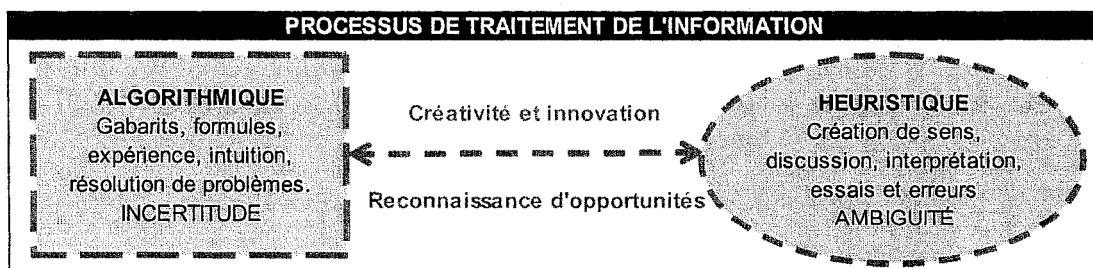 PROCESSUS DE TRAITEMENT DE L'INFORMATION
ALGORITHMIQUE
Gabarits, formules,
expérience, intuition,
résolution de problèmes.
INCERTITUDE
Créativité et innovation
Reconnaissance d'opportunités
HEURISTIQUE
Création de sens,
discussion, interprétation,
essais et erreurs
AMBIGUITÉ